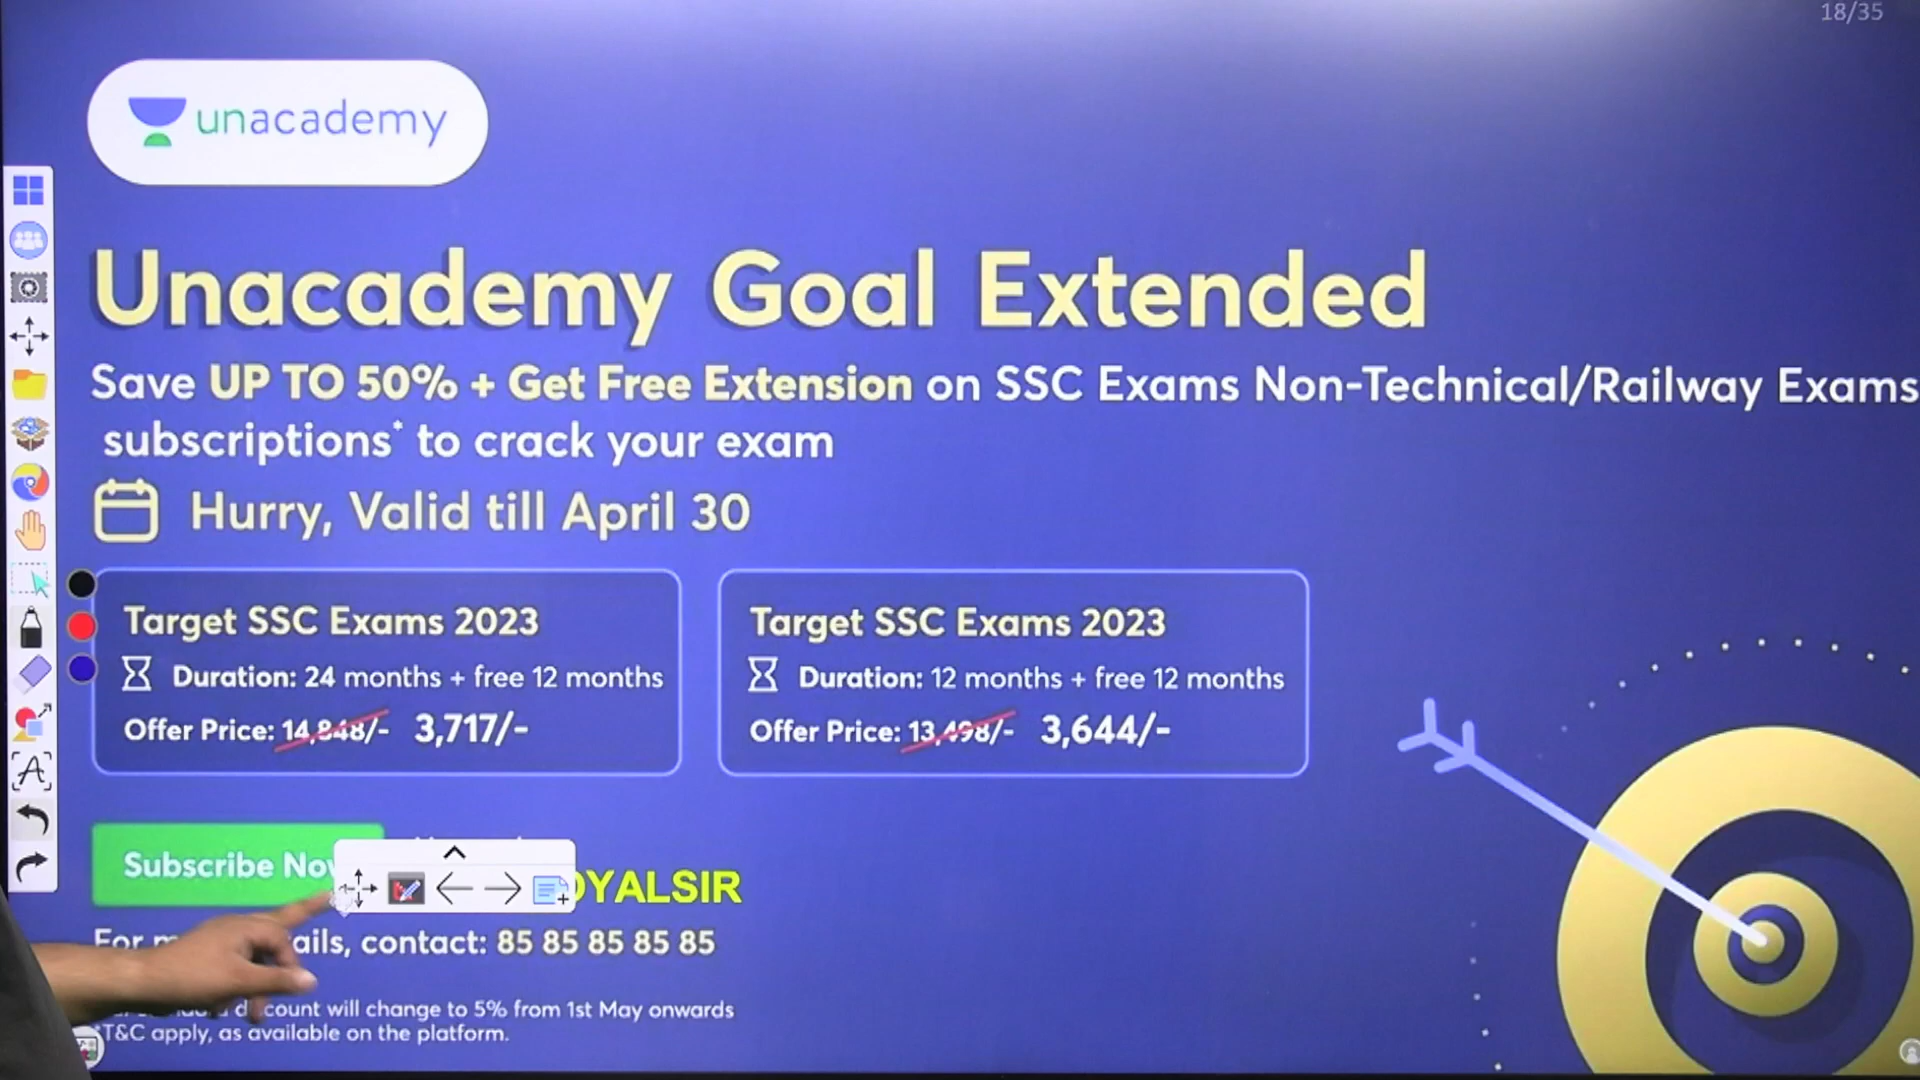 18/35
unacademy
Unacademy Goal Extended
Save UP TO 50% + Get Free Extension on SSC Exams Non-Technical/Railway Exams
subscriptions* to crack your exam
Hurry, Valid till April 30
Target SSC Exams 2023
Duration: 24 months + free 12 months
Offer Price: 14,848/- 3,717/-
Target SSC Exams 2023
Duration: 12 months + free 12 months
Offer Price: 13,498/- 3,644/-
Subscribe Now
OYALSIR
For contact: 85 85 85 85 85
discount will change to 5% from 1st May onwards
*T&C apply, as available on the platform.